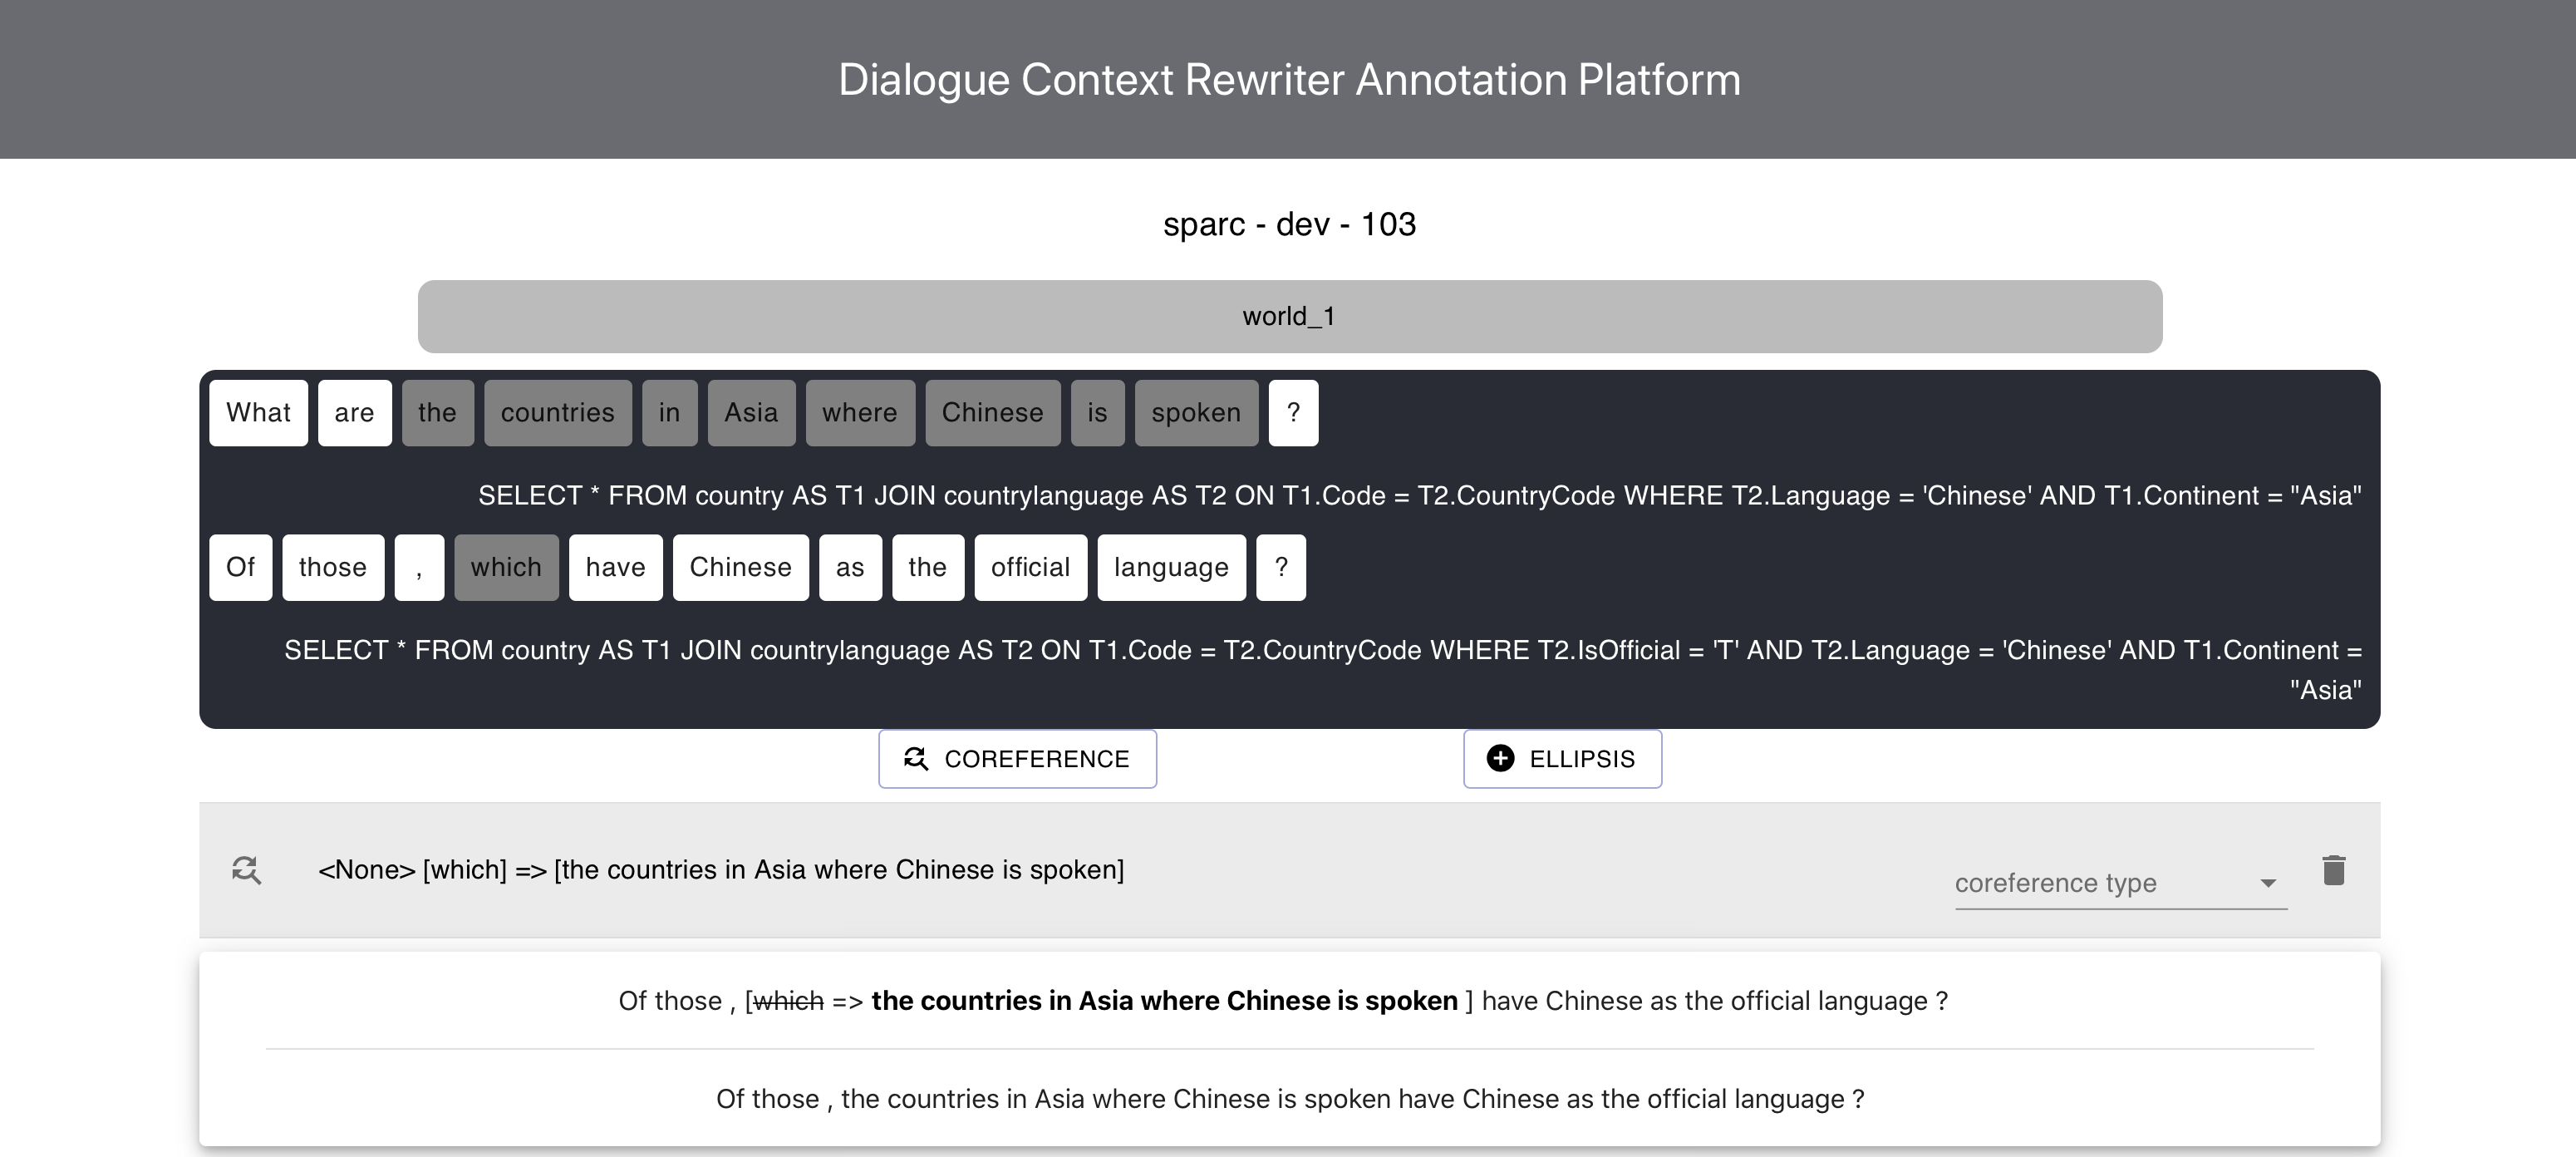 Dialogue Context Rewriter Annotation Platform
sparc - dev - 103
world_1
What are the countries in Asia where Chinese is spoken ?
SELECT * FROM country AS T1 JOIN countrylanguage AS T2 ON T1.Code = T2.CountryCode WHERE T2.Language = 'Chinese' AND T1.Continent = "Asia"
Of those , which have Chinese as the official language ?
SELECT * FROM country AS T1 JOIN countrylanguage AS T2 ON T1.Code = T2.CountryCode WHERE T2.IsOfficial = 'T' AND T2.Language = 'Chinese' AND T1.Continent =
"Asia"
COREFERENCE ELLIPSIS
<None> [which] => [the countries in Asia where Chinese is spoken] coreference type
Of those , [which => the countries in Asia where Chinese is spoken ] have Chinese as the official language ?
Of those , the countries in Asia where Chinese is spoken have Chinese as the official language ?